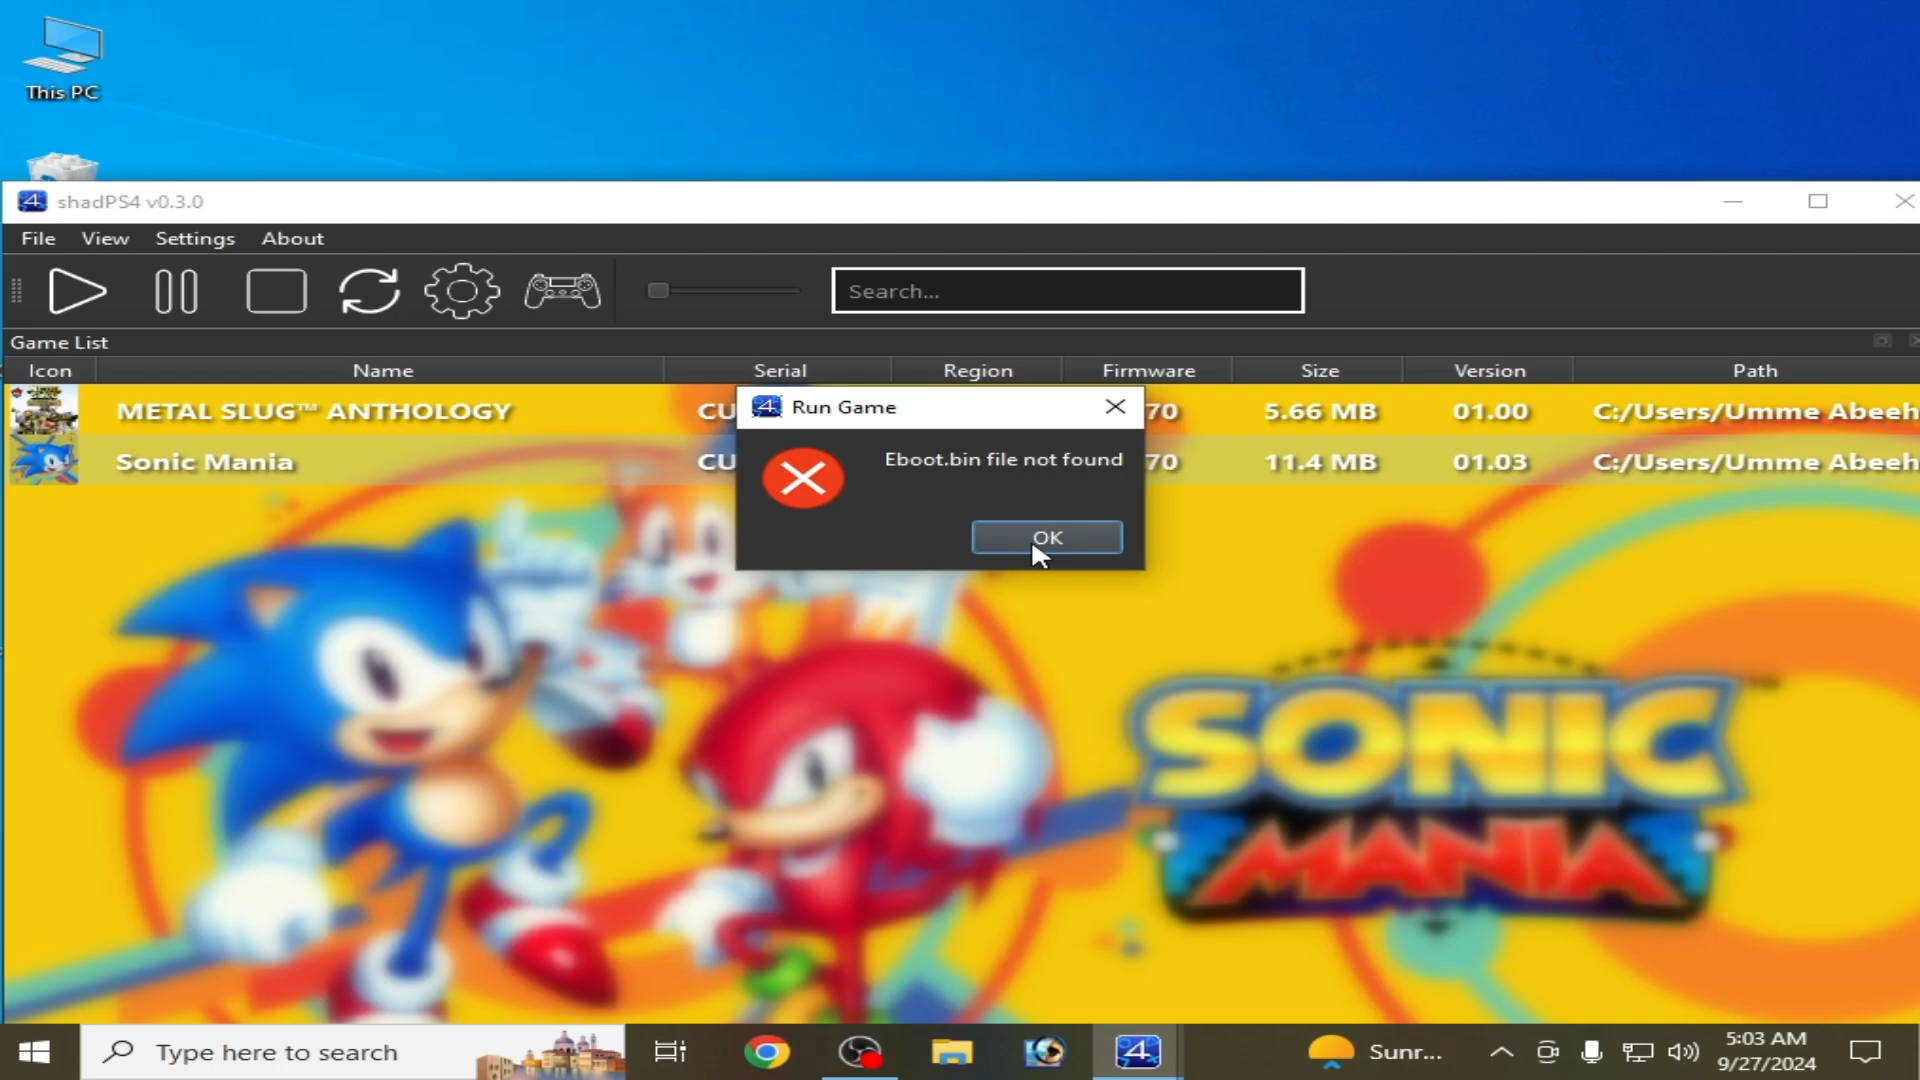 This PC
shadPS4 v0.3.0
File View Settings About
Search...
Game List
Icon Name Serial Region Firmware Size Version Path
METAL SLUG™ ANTHOLOGY CU 70 5.66 MB 01.00 C:/Users/Umme Abeeh
Sonic Mania CU 70 11.4 MB 01.03 C:/Users/Umme Abeeh
Run Game
Eboot.bin file not found
OK
SONIC
MANIA
Type here to search
Sunr...
5:03 AM
9/27/2024